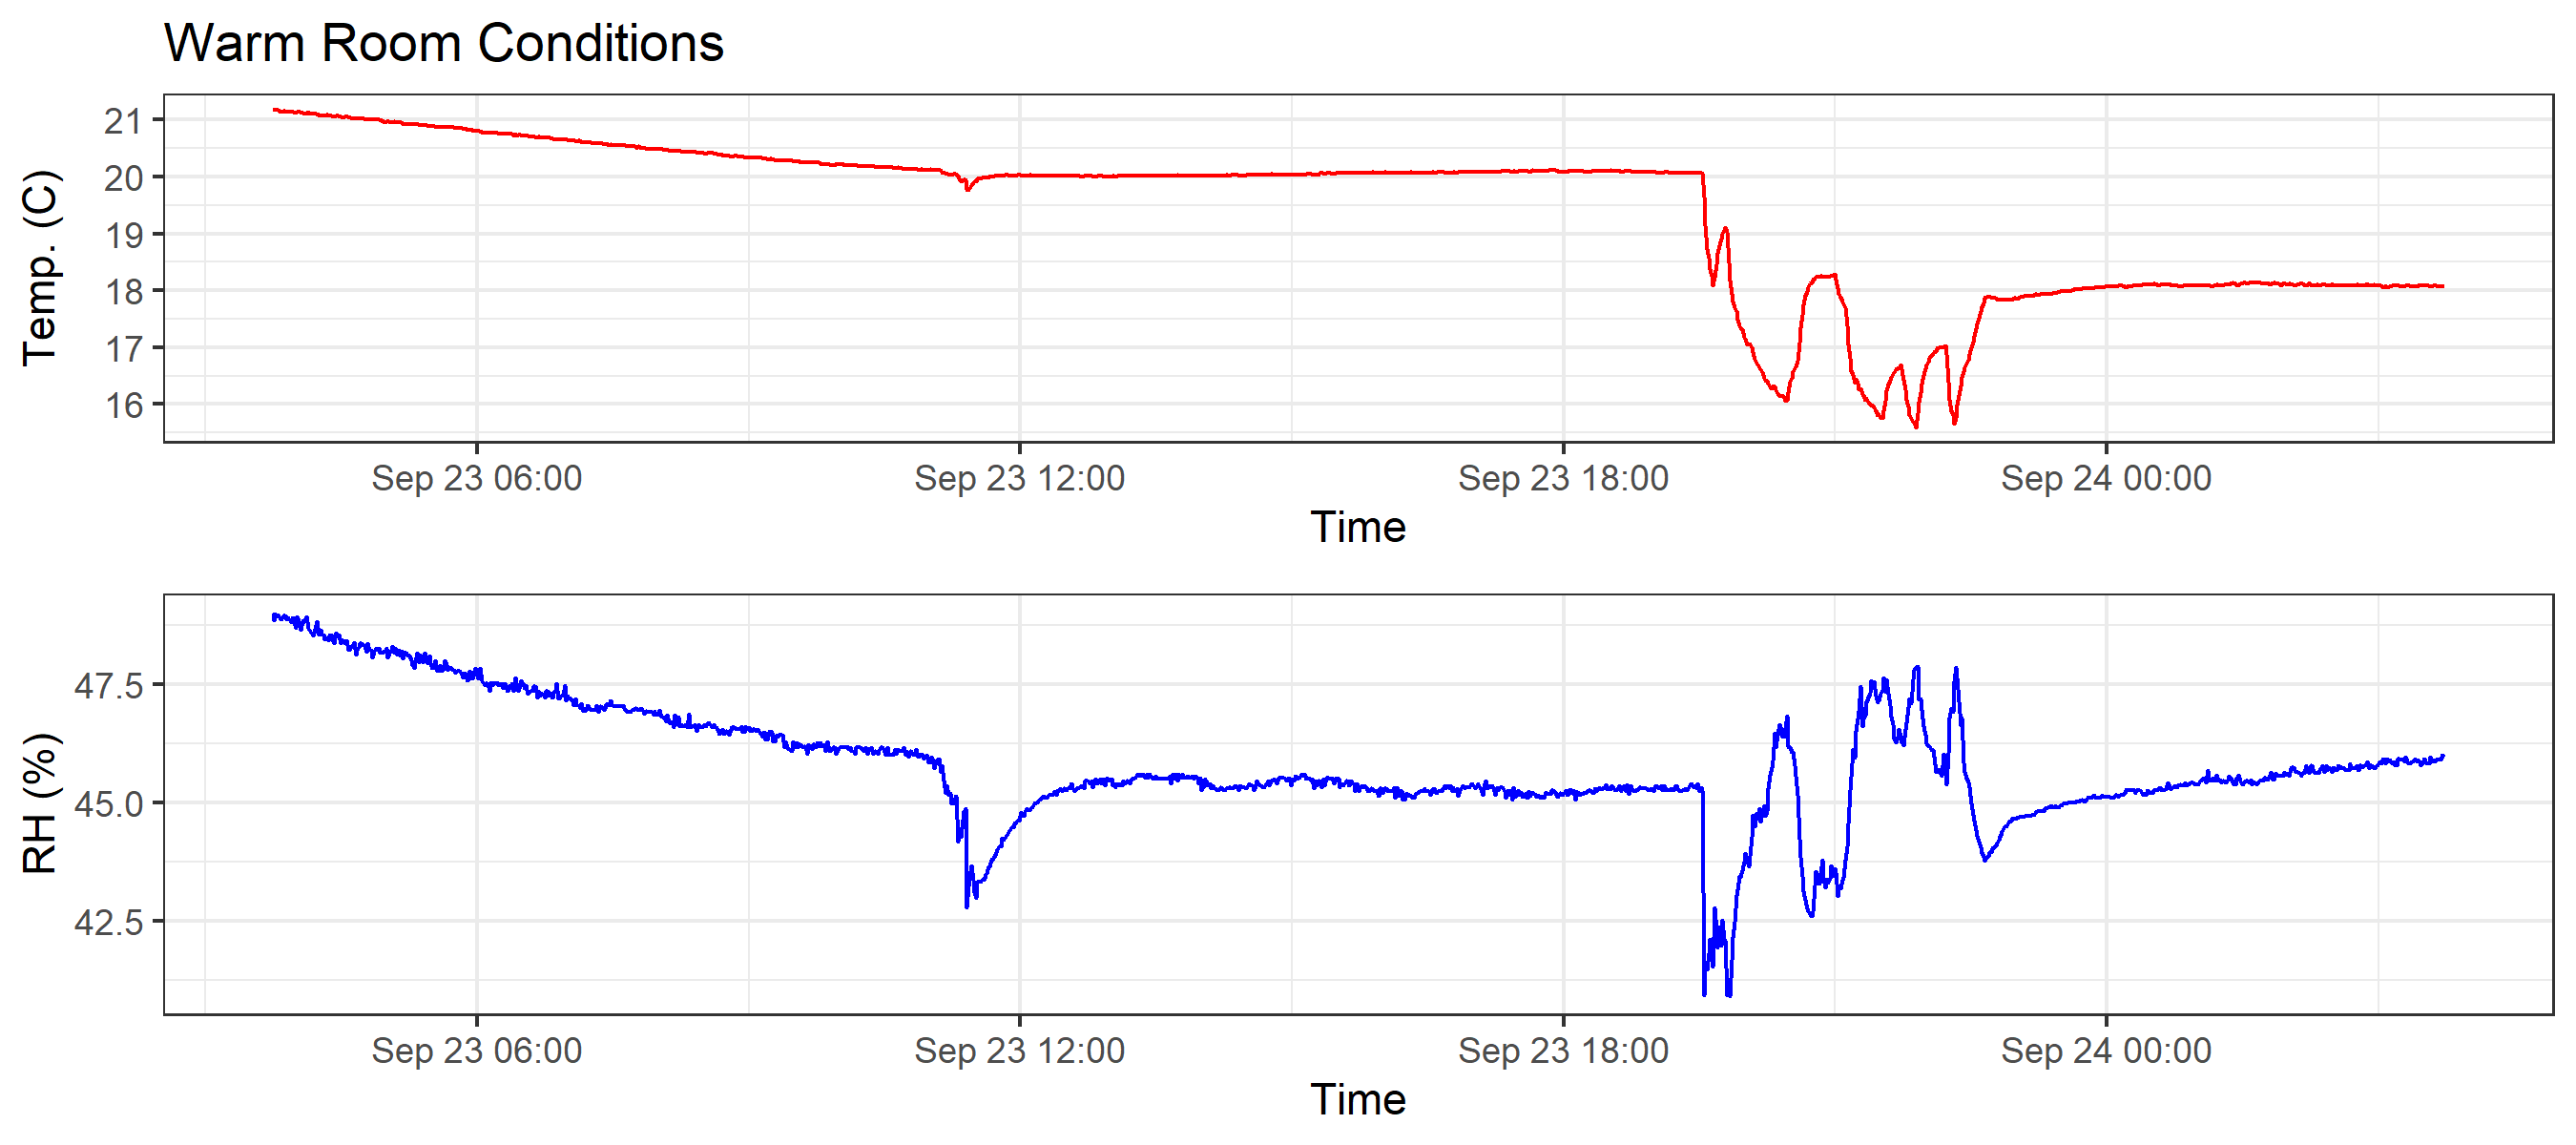 Warm Room Conditions
Temp. (C)
21
20
19
18
17
16
Sep 23 06:00 Sep 23 12:00 Sep 23 18:00 Sep 24 00:00
Time
RH (%)
47.5
45.0
42.5
Sep 23 06:00 Sep 23 12:00 Sep 23 18:00 Sep 24 00:00
Time